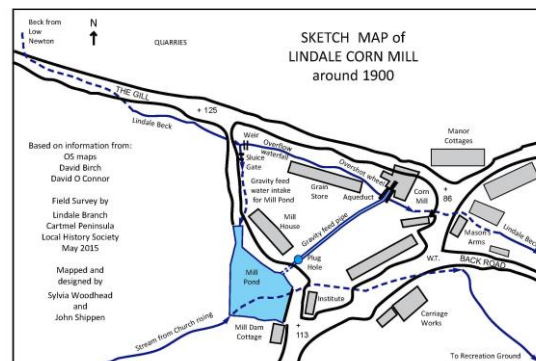 Beck from
Low
Newton
N
QUARRIES
SKETCH MAP of
LINDALE CORN MILL
around 1900
THE GILL
+ 125
Lindale Beck
Manor
Cottages
Weir
Overflow
waterfall
Sluice
Gate
Overshot wheel
Based on information from:
OS maps
David Birch
David O Connor
Gravity feed
water intake
for Mill Pond
Grain
Store
Aqueduct
Corn
Mill
+
86
Field Survey by
Lindale Branch
Cartmel Peninsula
Local History Society
May 2015
Mill
House
Gravity feed pipe
Mason's
Arms
Lindale Beck
Mapped and
designed by
Sylvia Woodhead
and
John Shippen
Mill
Pond
Plug
Hole
W.T.
BACK ROAD
Institute
Carriage
Works
Stream from Church rising
Mill Dam
Cottage
+
113
To Recreation Ground